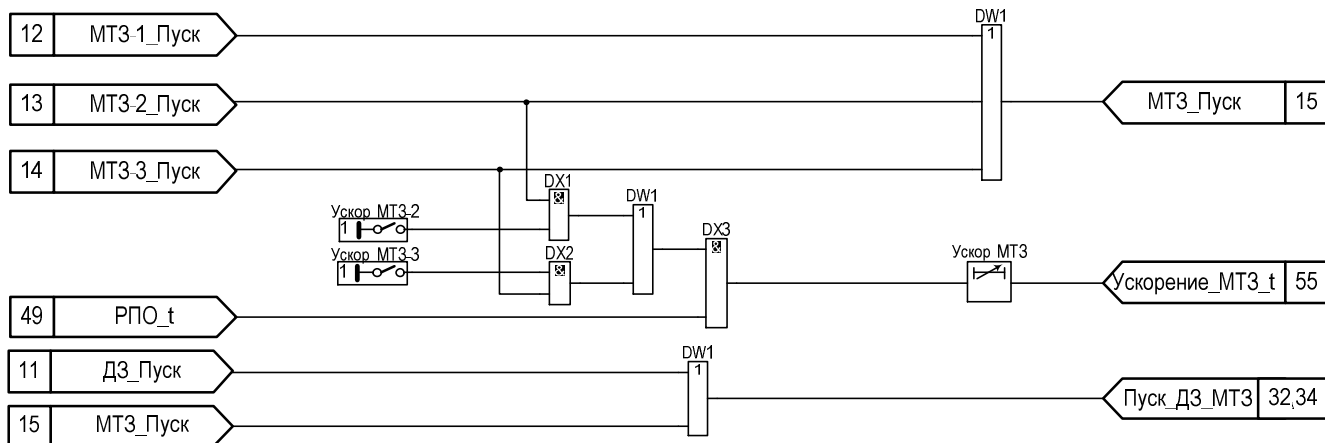 DW1
12 МТЗ-1_Пуск
1
13 МТЗ-2_Пуск
МТЗ_Пуск 15
14 МТЗ-3_Пуск
DX1
&
DW1
1
Ускор МТЗ-2
1
DX3
&
Ускор МТЗ-3
1
DX2
&
Ускор МТЗ
Ускорение_МТЗ_t 55
49 РПО_t
DW1
1
11 ДЗ_Пуск
Пуск_ДЗ_МТЗ 32,34
15 МТЗ_Пуск